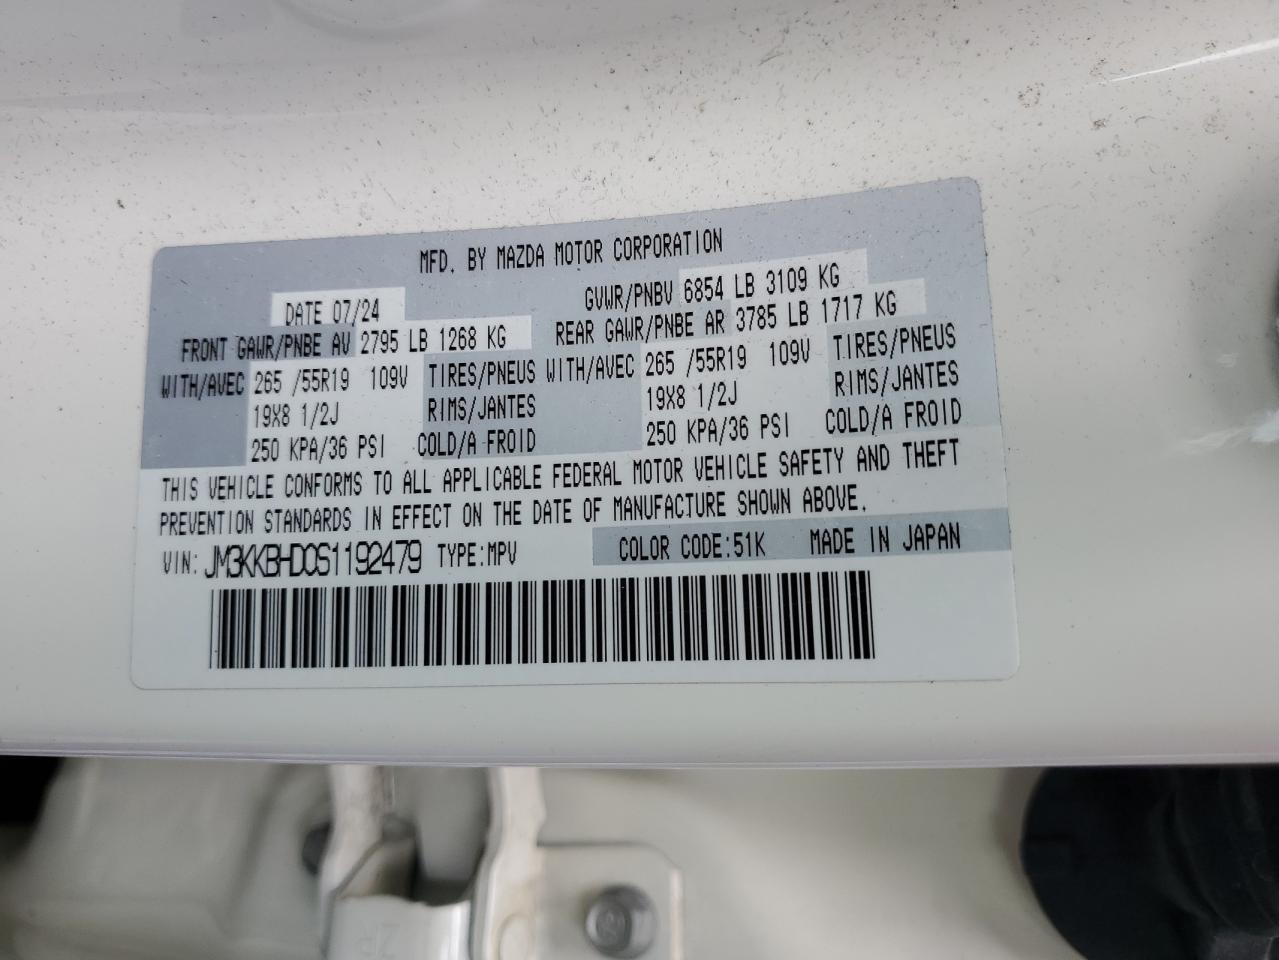 MFD. BY MAZDA MOTOR CORPORATION
DATE 07/24 GVWR/PNBV 6854 LB 3109 KG
FRONT GAWR/PNBE AV 2795 LB 1268 KG REAR GAWR/PNBE AR 3785 LB 1717 KG
WITH/AVEC 265 /55R19 109V TIRES/PNEUS WITH/AVEC 265 /55R19 109V TIRES/PNEUS
19X8 1/2J RIMS/JANTES 19X8 1/2J RIMS/JANTES
250 KPA/36 PSI COLD/A FROID 250 KPA/36 PSI COLD/A FROID
THIS VEHICLE CONFORMS TO ALL APPLICABLE FEDERAL MOTOR VEHICLE SAFETY AND THEFT
PREVENTION STANDARDS IN EFFECT ON THE DATE OF MANUFACTURE SHOWN ABOVE.
VIN: JM3KKBHD0S1192479 TYPE:MPV COLOR CODE:51K MADE IN JAPAN